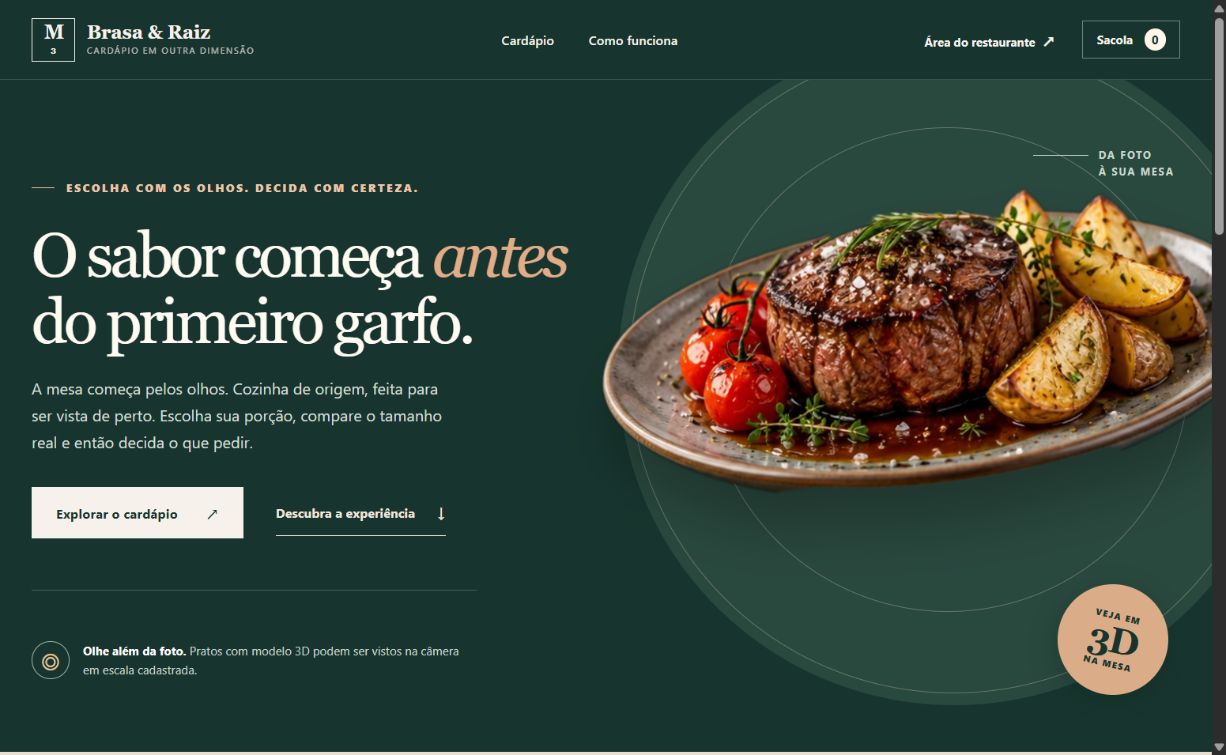 M
3
Brasa & Raiz
CARDÁPIO EM OUTRA DIMENSÃO
Cardápio
Como funciona
Área do restaurante ↗
Sacola 0
DA FOTO
À SUA MESA
ESCOLHA COM OS OLHOS. DECIDA COM CERTEZA.
O sabor começa antes
do primeiro garfo.
A mesa começa pelos olhos. Cozinha de origem, feita para
ser vista de perto. Escolha sua porção, compare o tamanho
real e então decida o que pedir.
Explorar o cardápio ↗
Descubra a experiência ↓
Olhe além da foto. Pratos com modelo 3D podem ser vistos na câmera
em escala cadastrada.
VEJA EM
3D
NA MESA